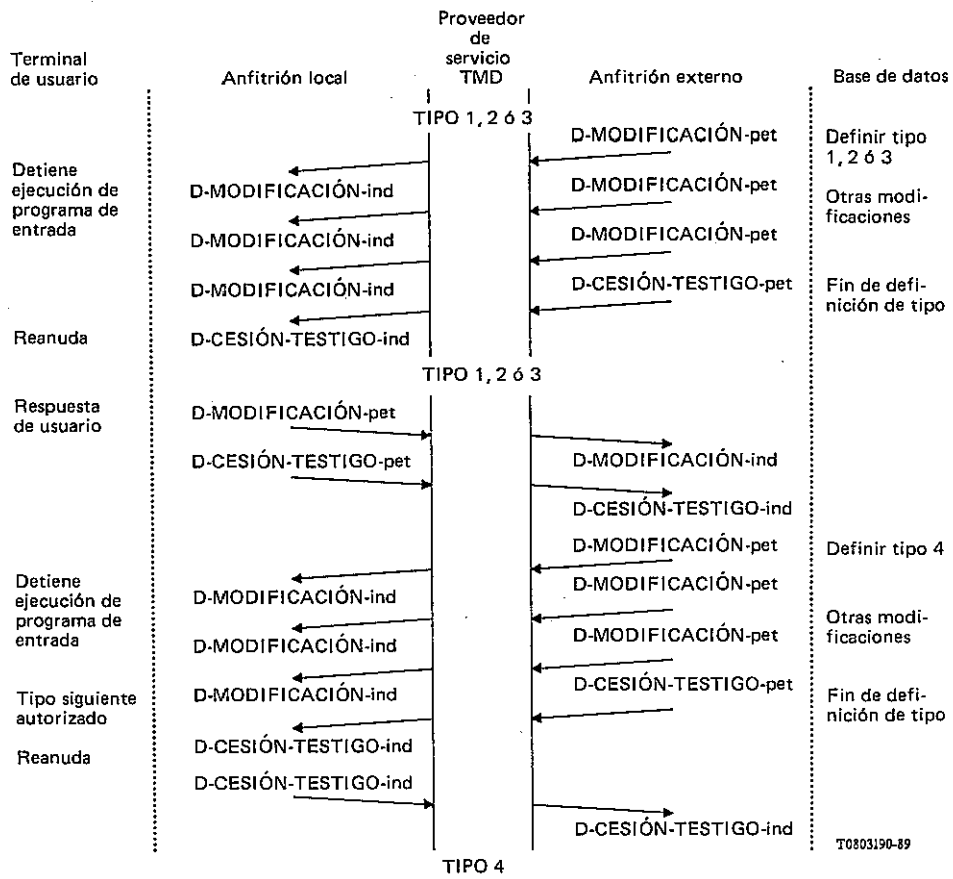 Proveedor
de
servicio
TMD
Terminal
de usuario
Anfitrión local
Anfitrión externo
Base de datos
TIPO 1, 2 ó 3
D-MODIFICACIÓN-pet
Definir tipo
1, 2 ó 3
Detiene
ejecución de
programa de
entrada
D-MODIFICACIÓN-ind
D-MODIFICACIÓN-pet
Otras modi-
ficaciones
D-MODIFICACIÓN-ind
D-MODIFICACIÓN-pet
D-MODIFICACIÓN-ind
D-CESIÓN-TESTIGO-pet
Fin de defi-
nición de tipo
Reanuda
D-CESIÓN-TESTIGO-ind
TIPO 1, 2 ó 3
Respuesta
de usuario
D-MODIFICACIÓN-pet
D-MODIFICACIÓN-ind
D-CESIÓN-TESTIGO-pet
D-CESIÓN-TESTIGO-ind
D-MODIFICACIÓN-pet
Definir tipo 4
Detiene
ejecución de
programa de
entrada
D-MODIFICACIÓN-ind
D-MODIFICACIÓN-pet
Otras modi-
ficaciones
D-MODIFICACIÓN-ind
D-MODIFICACIÓN-pet
D-MODIFICACIÓN-ind
D-CESIÓN-TESTIGO-pet
Fin de defi-
nición de tipo
Tipo siguiente
autorizado
Reanuda
D-CESIÓN-TESTIGO-ind
D-CESIÓN-TESTIGO-ind
D-CESIÓN-TESTIGO-ind
T0803190-89
TIPO 4